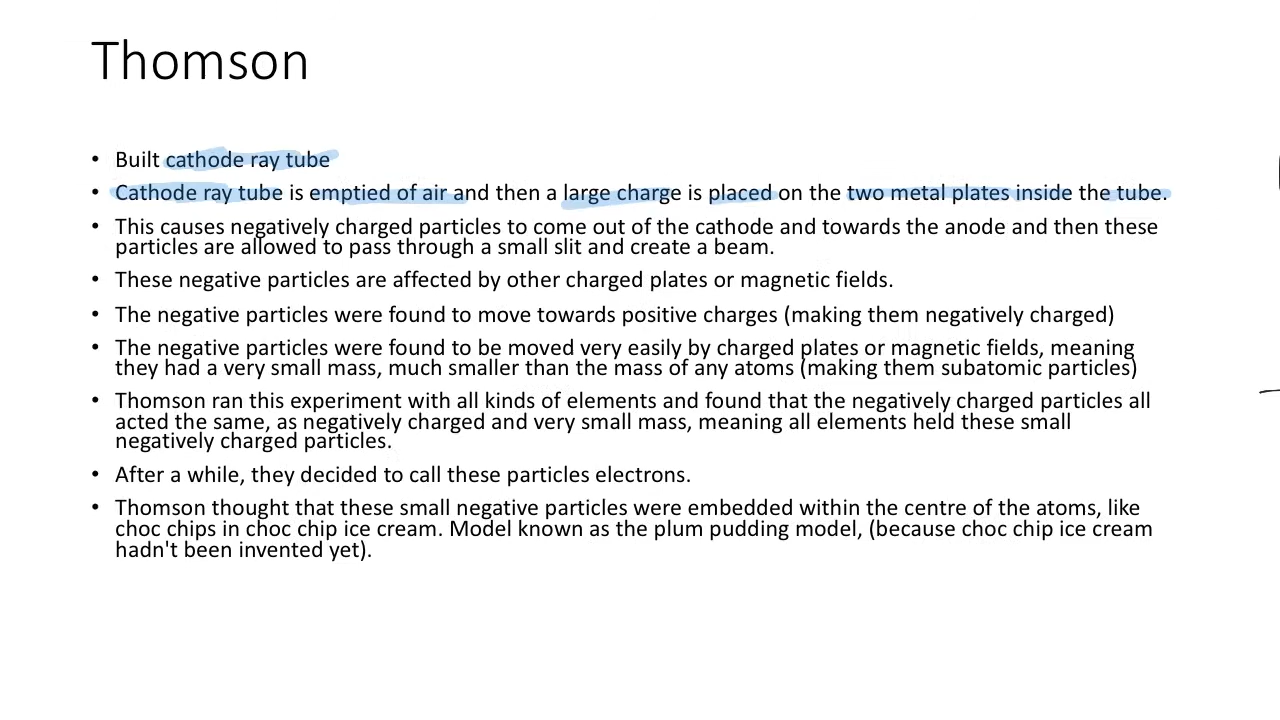 Thomson
• Built cathode ray tube
• Cathode ray tube is emptied of air and then a large charge is placed on the two metal plates inside the tube.
• This causes negatively charged particles to come out of the cathode and towards the anode and then these
particles are allowed to pass through a small slit and create a beam.
• These negative particles are affected by other charged plates or magnetic fields.
• The negative particles were found to move towards positive charges (making them negatively charged)
• The negative particles were found to be moved very easily by charged plates or magnetic fields, meaning
they had a very small mass, much smaller than the mass of any atoms (making them subatomic particles)
• Thomson ran this experiment with all kinds of elements and found that the negatively charged particles all
acted the same, as negatively charged and very small mass, meaning all elements held these small
negatively charged particles.
• After a while, they decided to call these particles electrons.
• Thomson thought that these small negative particles were embedded within the centre of the atoms, like
choc chips in choc chip ice cream. Model known as the plum pudding model, (because choc chip ice cream
hadn't been invented yet).